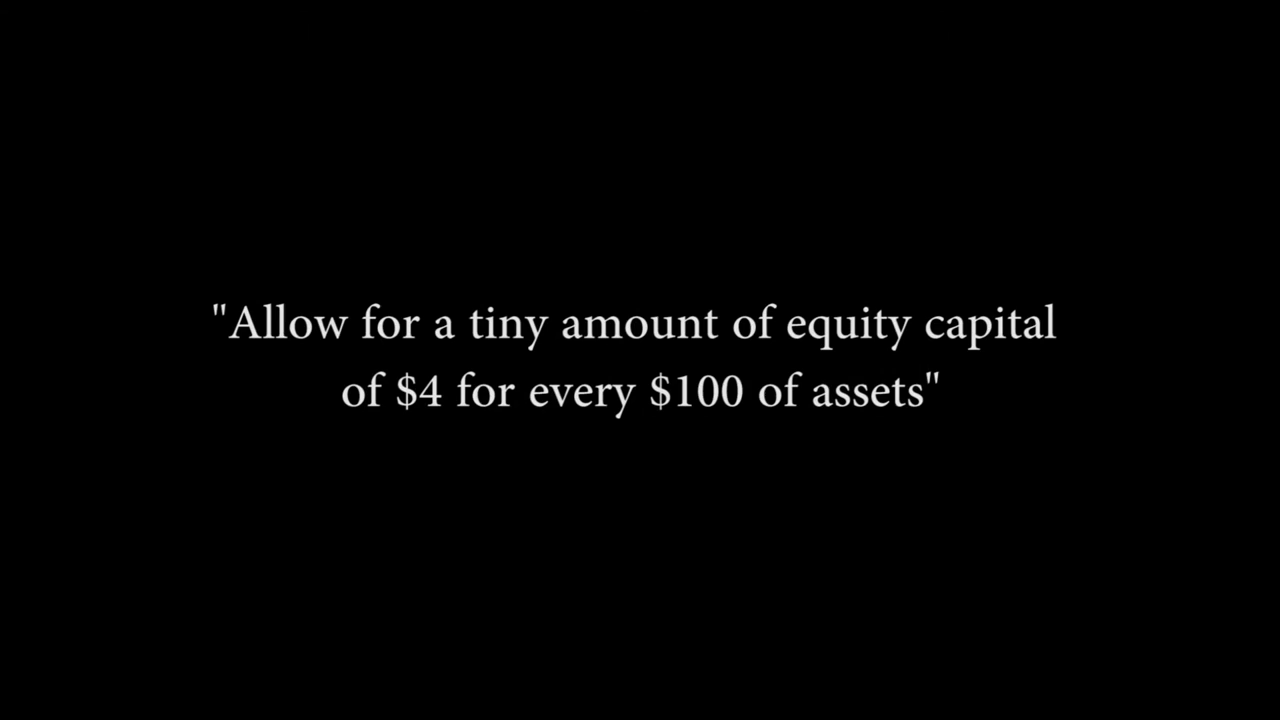 "Allow for a tiny amount of equity capital
of $4 for every $100 of assets"